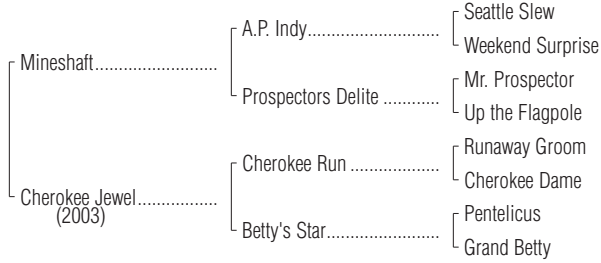 Seattle Slew
A.P. Indy..............................
Weekend Surprise
Mineshaft..........................
Mr. Prospector
Prospectors Delite ............
Up the Flagpole
Runaway Groom
Cherokee Run ...................
Cherokee Dame
Cherokee Jewel.................
(2003)
Pentelicus
Betty's Star........................
Grand Betty